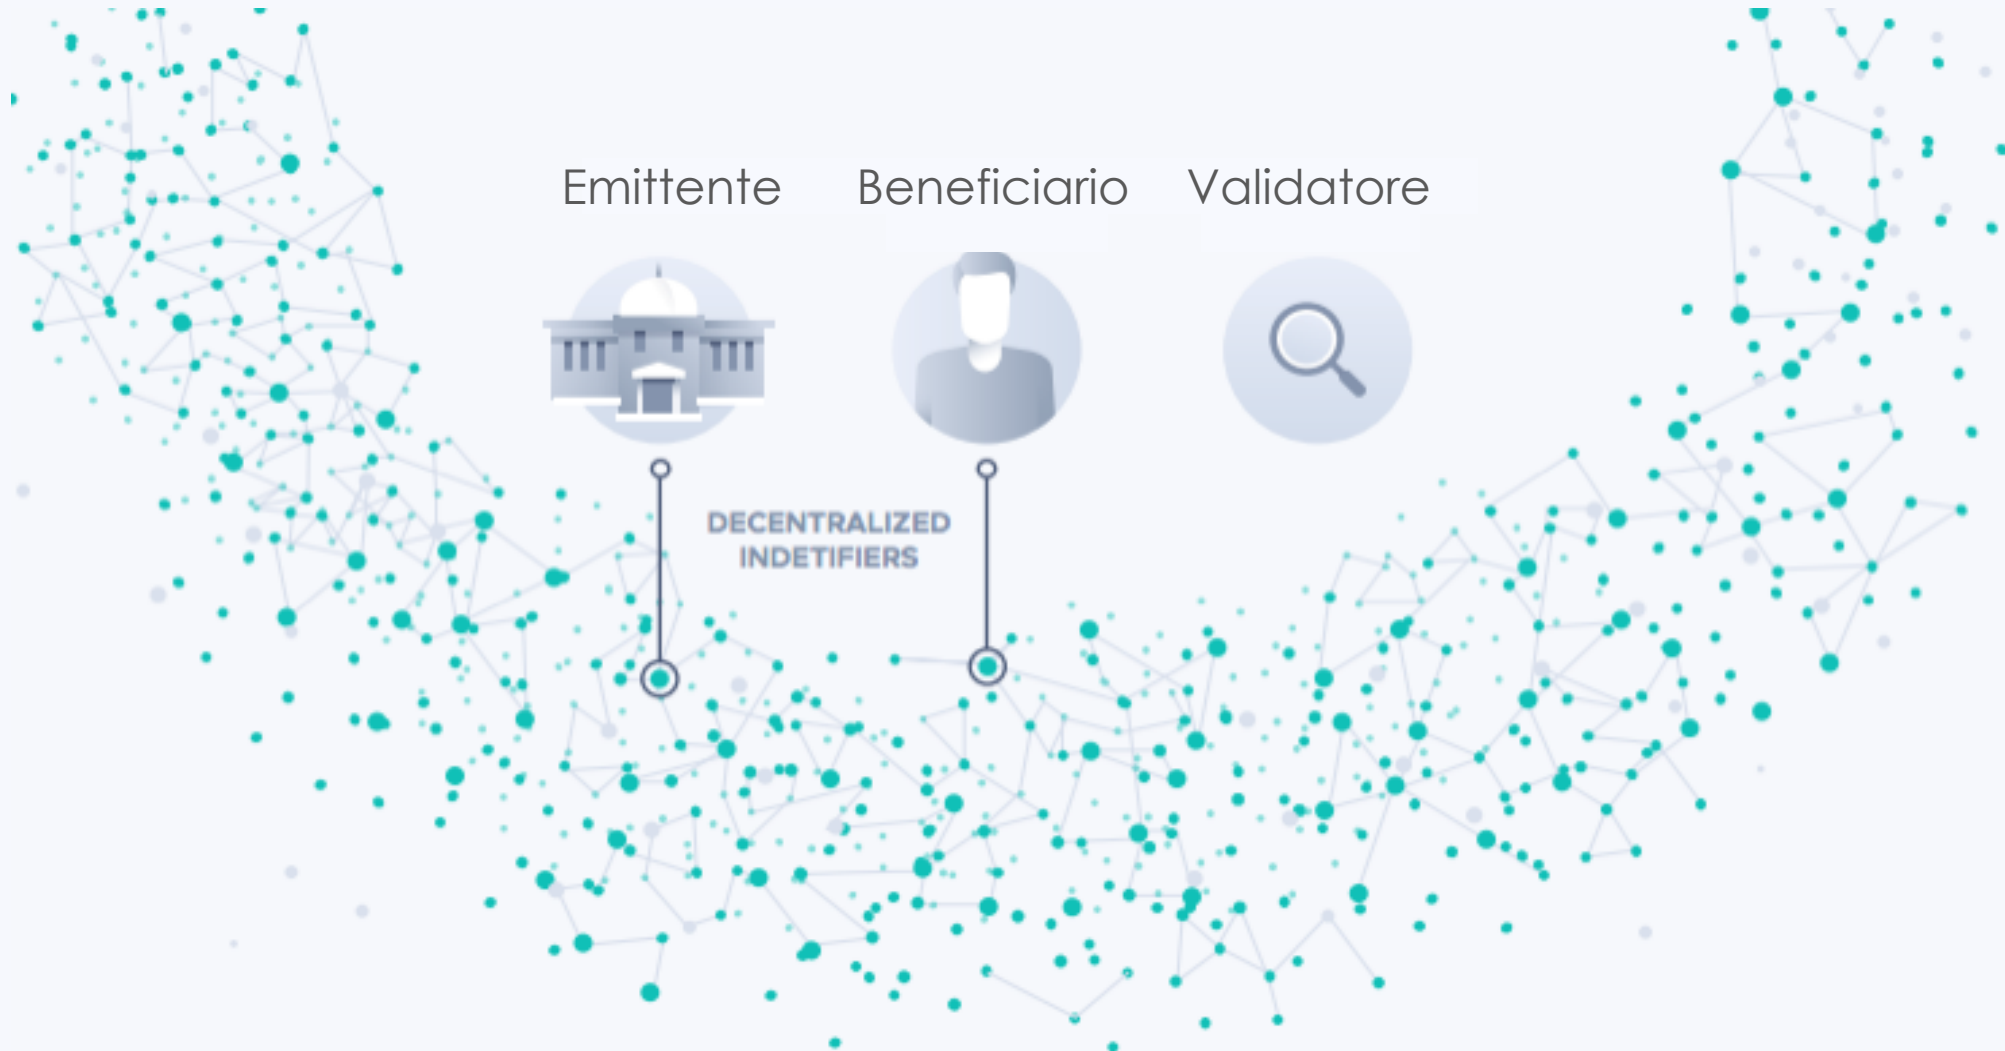 Emittente
Beneficiario
Validatore
DECENTRALIZED
INDETIFIERS